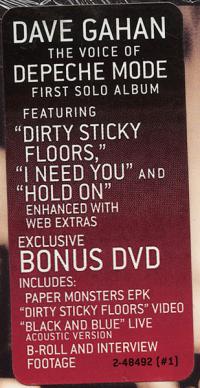 DAVE GAHAN
THE VOICE OF
DEPECHE MODE
FIRST SOLO ALBUM
FEATURING
"DIRTY STICKY
FLOORS,"
"I NEED YOU" AND
"HOLD ON"
ENHANCED WITH
WEB EXTRAS
EXCLUSIVE
BONUS DVD
INCLUDES:
PAPER MONSTERS EPK
"DIRTY STICKY FLOORS" VIDEO
"BLACK AND BLUE" LIVE
ACOUSTIC VERSION
B-ROLL AND INTERVIEW
FOOTAGE 2-48492 (#1)